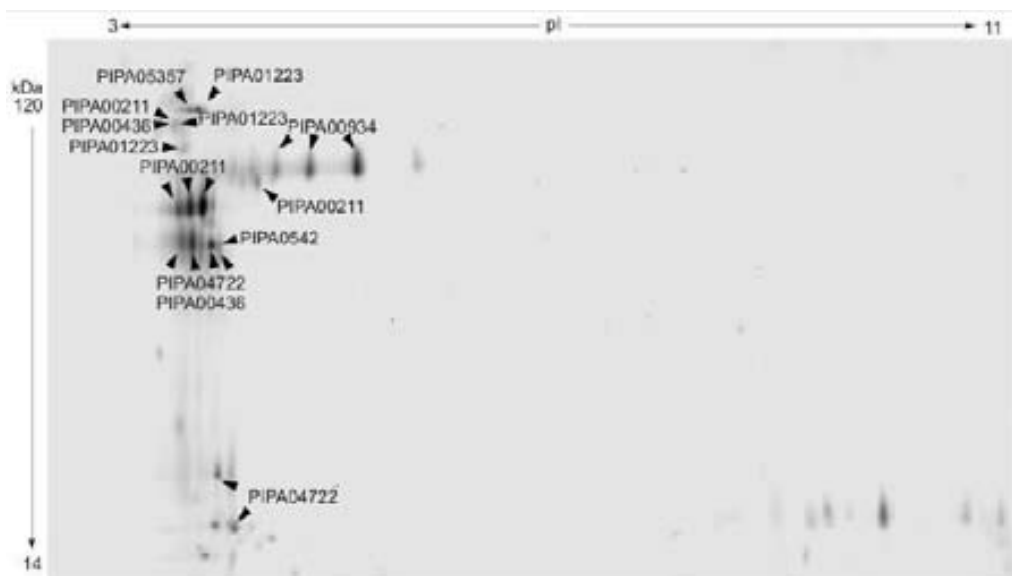 3 pI 11
kDa
120
PIPA05357 PIPA01223
PIPA00211
PIPA00436 PIPA01223 PIPA00934
PIPA01223
PIPA00211
PIPA00211
PIPA0542
PIPA04722
PIPA00436
PIPA04722
14